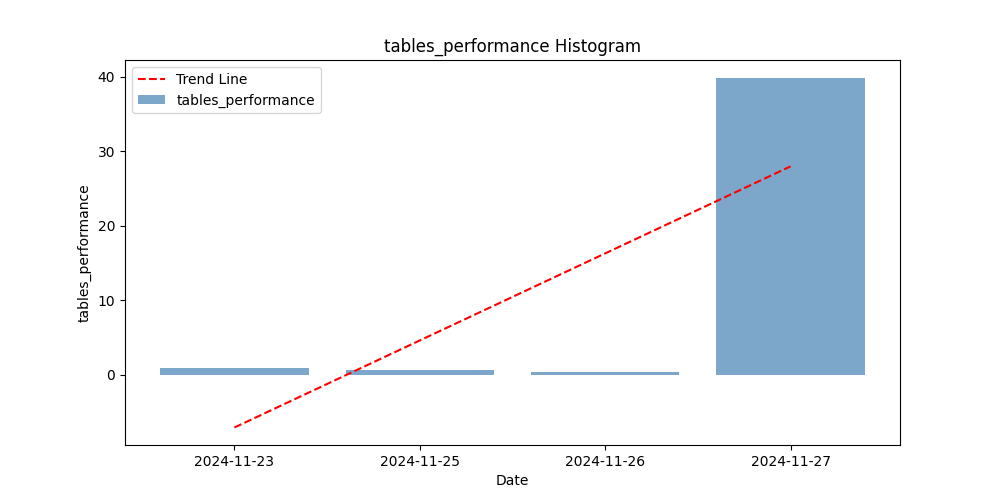 tables_performance Histogram
Trend Line
tables_performance
tables_performance
40
30
20
10
0
2024-11-23
2024-11-25
2024-11-26
2024-11-27
Date